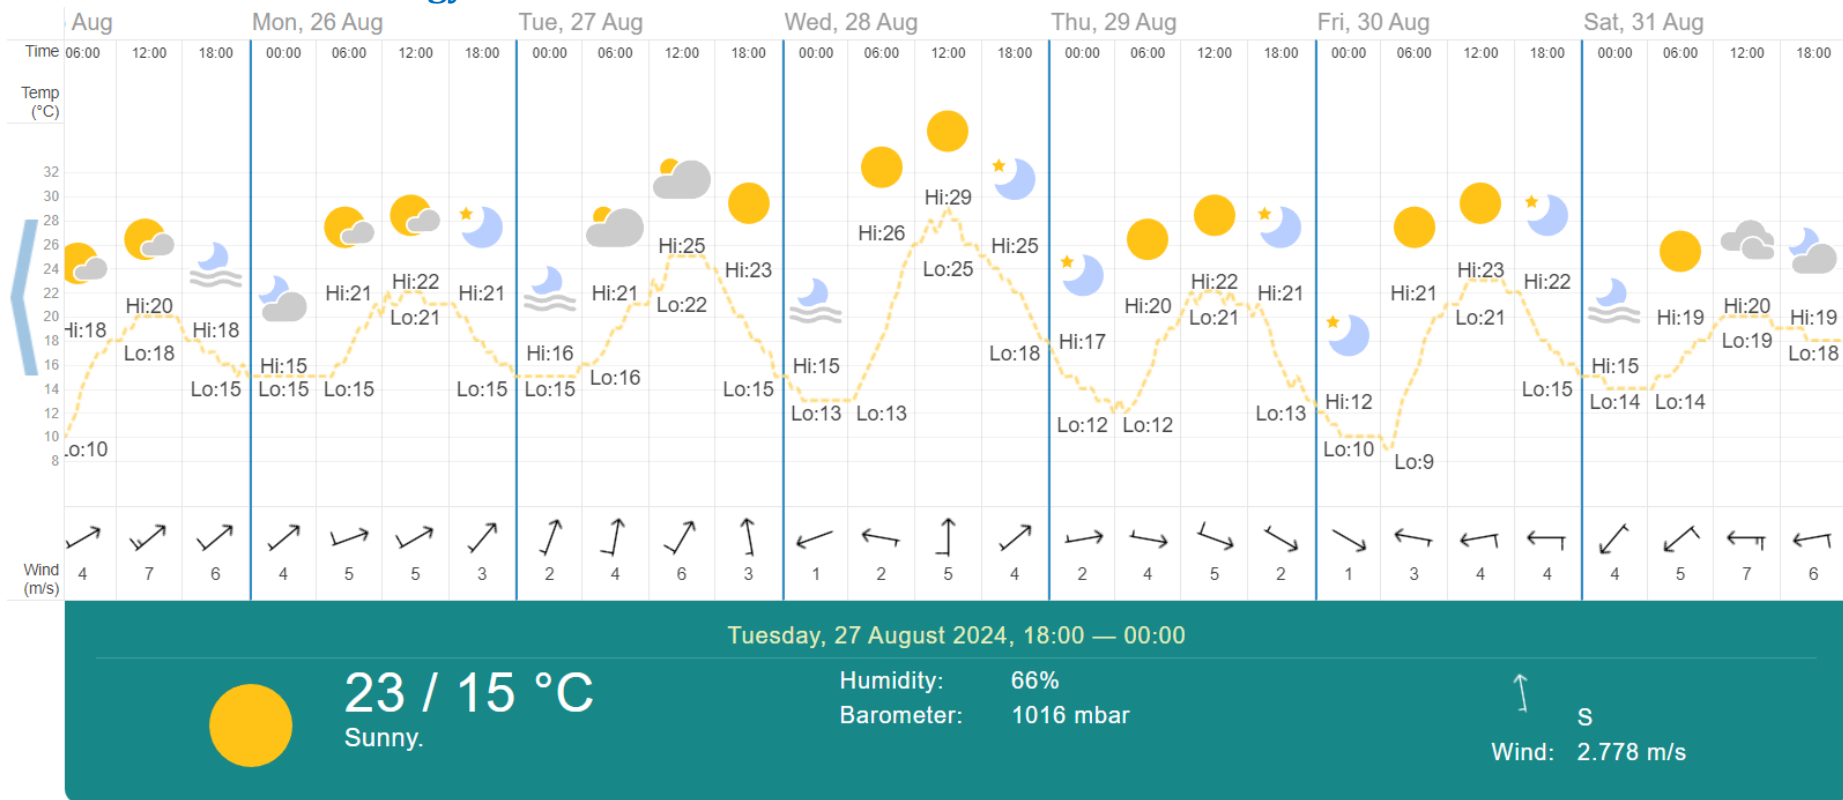 gy
Aug Mon, 26 Aug Tue, 27 Aug Wed, 28 Aug Thu, 29 Aug Fri, 30 Aug Sat, 31 Aug
Time 06:00 12:00 18:00 00:00 06:00 12:00 18:00 00:00 06:00 12:00 18:00 00:00 06:00 12:00 18:00 00:00 06:00 12:00 18:00 00:00 06:00 12:00 18:00 00:00 06:00 12:00 18:00
Temp
(°C)
32
30
28
26
24
22
20
18
16
14
12
10
8
Hi:18 Hi:20 Hi:18 Hi:15 Hi:21 Hi:22 Hi:21 Hi:16 Hi:21 Hi:25 Hi:23 Hi:15 Hi:26 Hi:29 Hi:25 Hi:17 Hi:20 Hi:22 Hi:21 Hi:12 Hi:21 Hi:23 Hi:22 Hi:15 Hi:19 Hi:20 Hi:19
Lo:10 Lo:18 Lo:15 Lo:15 Lo:15 Lo:21 Lo:15 Lo:15 Lo:16 Lo:22 Lo:15 Lo:13 Lo:13 Lo:25 Lo:18 Lo:12 Lo:12 Lo:21 Lo:13 Lo:10 Lo:9 Lo:21 Lo:15 Lo:14 Lo:14 Lo:19 Lo:18
Wind
(m/s)
4 7 6 4 5 5 3 2 4 6 3 1 2 5 4 2 4 5 2 1 3 4 4 4 5 7 6
Tuesday, 27 August 2024, 18:00 — 00:00
23 / 15 °C
Sunny.
Humidity: 66%
Barometer: 1016 mbar
S
Wind: 2.778 m/s